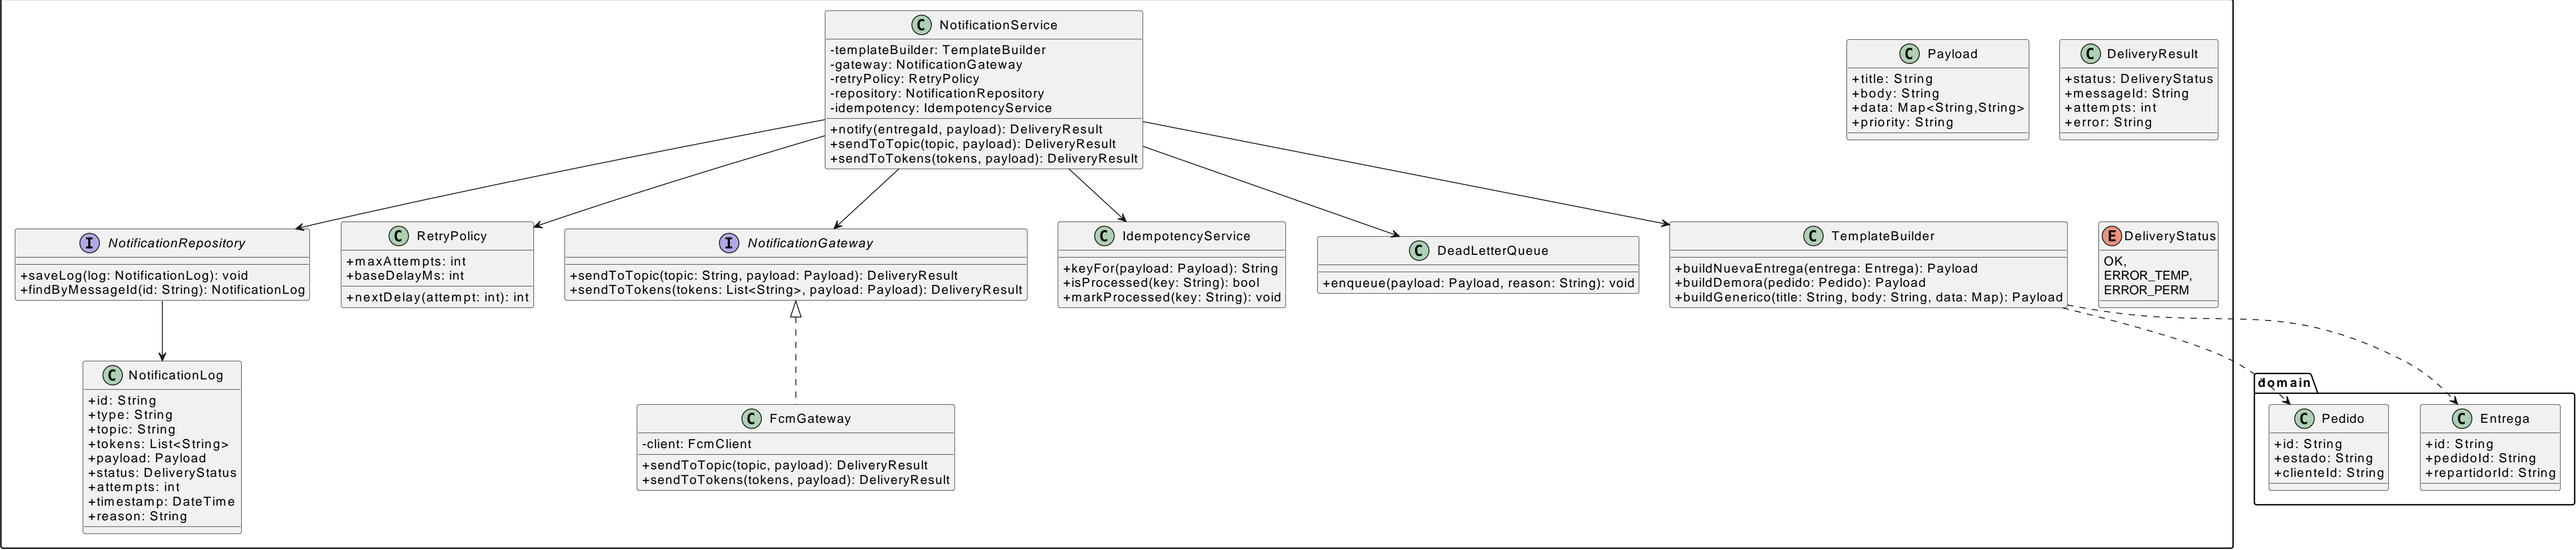 C NotificationService
-templateBuilder: TemplateBuilder
-gateway: NotificationGateway
-retryPolicy: RetryPolicy
-repository: NotificationRepository
-idempotency: IdempotencyService
+notify(entregaId, payload): DeliveryResult
+sendToTopic(topic, payload): DeliveryResult
+sendToTokens(tokens, payload): DeliveryResult
C Payload
+title: String
+body: String
+data: Map<String,String>
+priority: String
C DeliveryResult
+status: DeliveryStatus
+messageId: String
+attempts: int
+error: String
I NotificationRepository
+saveLog(log: NotificationLog): void
+findByMessageId(id: String): NotificationLog
C RetryPolicy
+maxAttempts: int
+baseDelayMs: int
+nextDelay(attempt: int): int
I NotificationGateway
+sendToTopic(topic: String, payload: Payload): DeliveryResult
+sendToTokens(tokens: List<String>, payload: Payload): DeliveryResult
C IdempotencyService
+keyFor(payload: Payload): String
+isProcessed(key: String): bool
+markProcessed(key: String): void
C DeadLetterQueue
+enqueue(payload: Payload, reason: String): void
C TemplateBuilder
+buildNuevaEntrega(entrega: Entrega): Payload
+buildDemora(pedido: Pedido): Payload
+buildGenerico(title: String, body: String, data: Map): Payload
E DeliveryStatus
OK,
ERROR_TEMP,
ERROR_PERM
C NotificationLog
+id: String
+type: String
+topic: String
+tokens: List<String>
+payload: Payload
+status: DeliveryStatus
+attempts: int
+timestamp: DateTime
+reason: String
C FcmGateway
-client: FcmClient
+sendToTopic(topic, payload): DeliveryResult
+sendToTokens(tokens, payload): DeliveryResult
domain
C Pedido
+id: String
+estado: String
+clienteId: String
C Entrega
+id: String
+pedidoId: String
+repartidorId: String